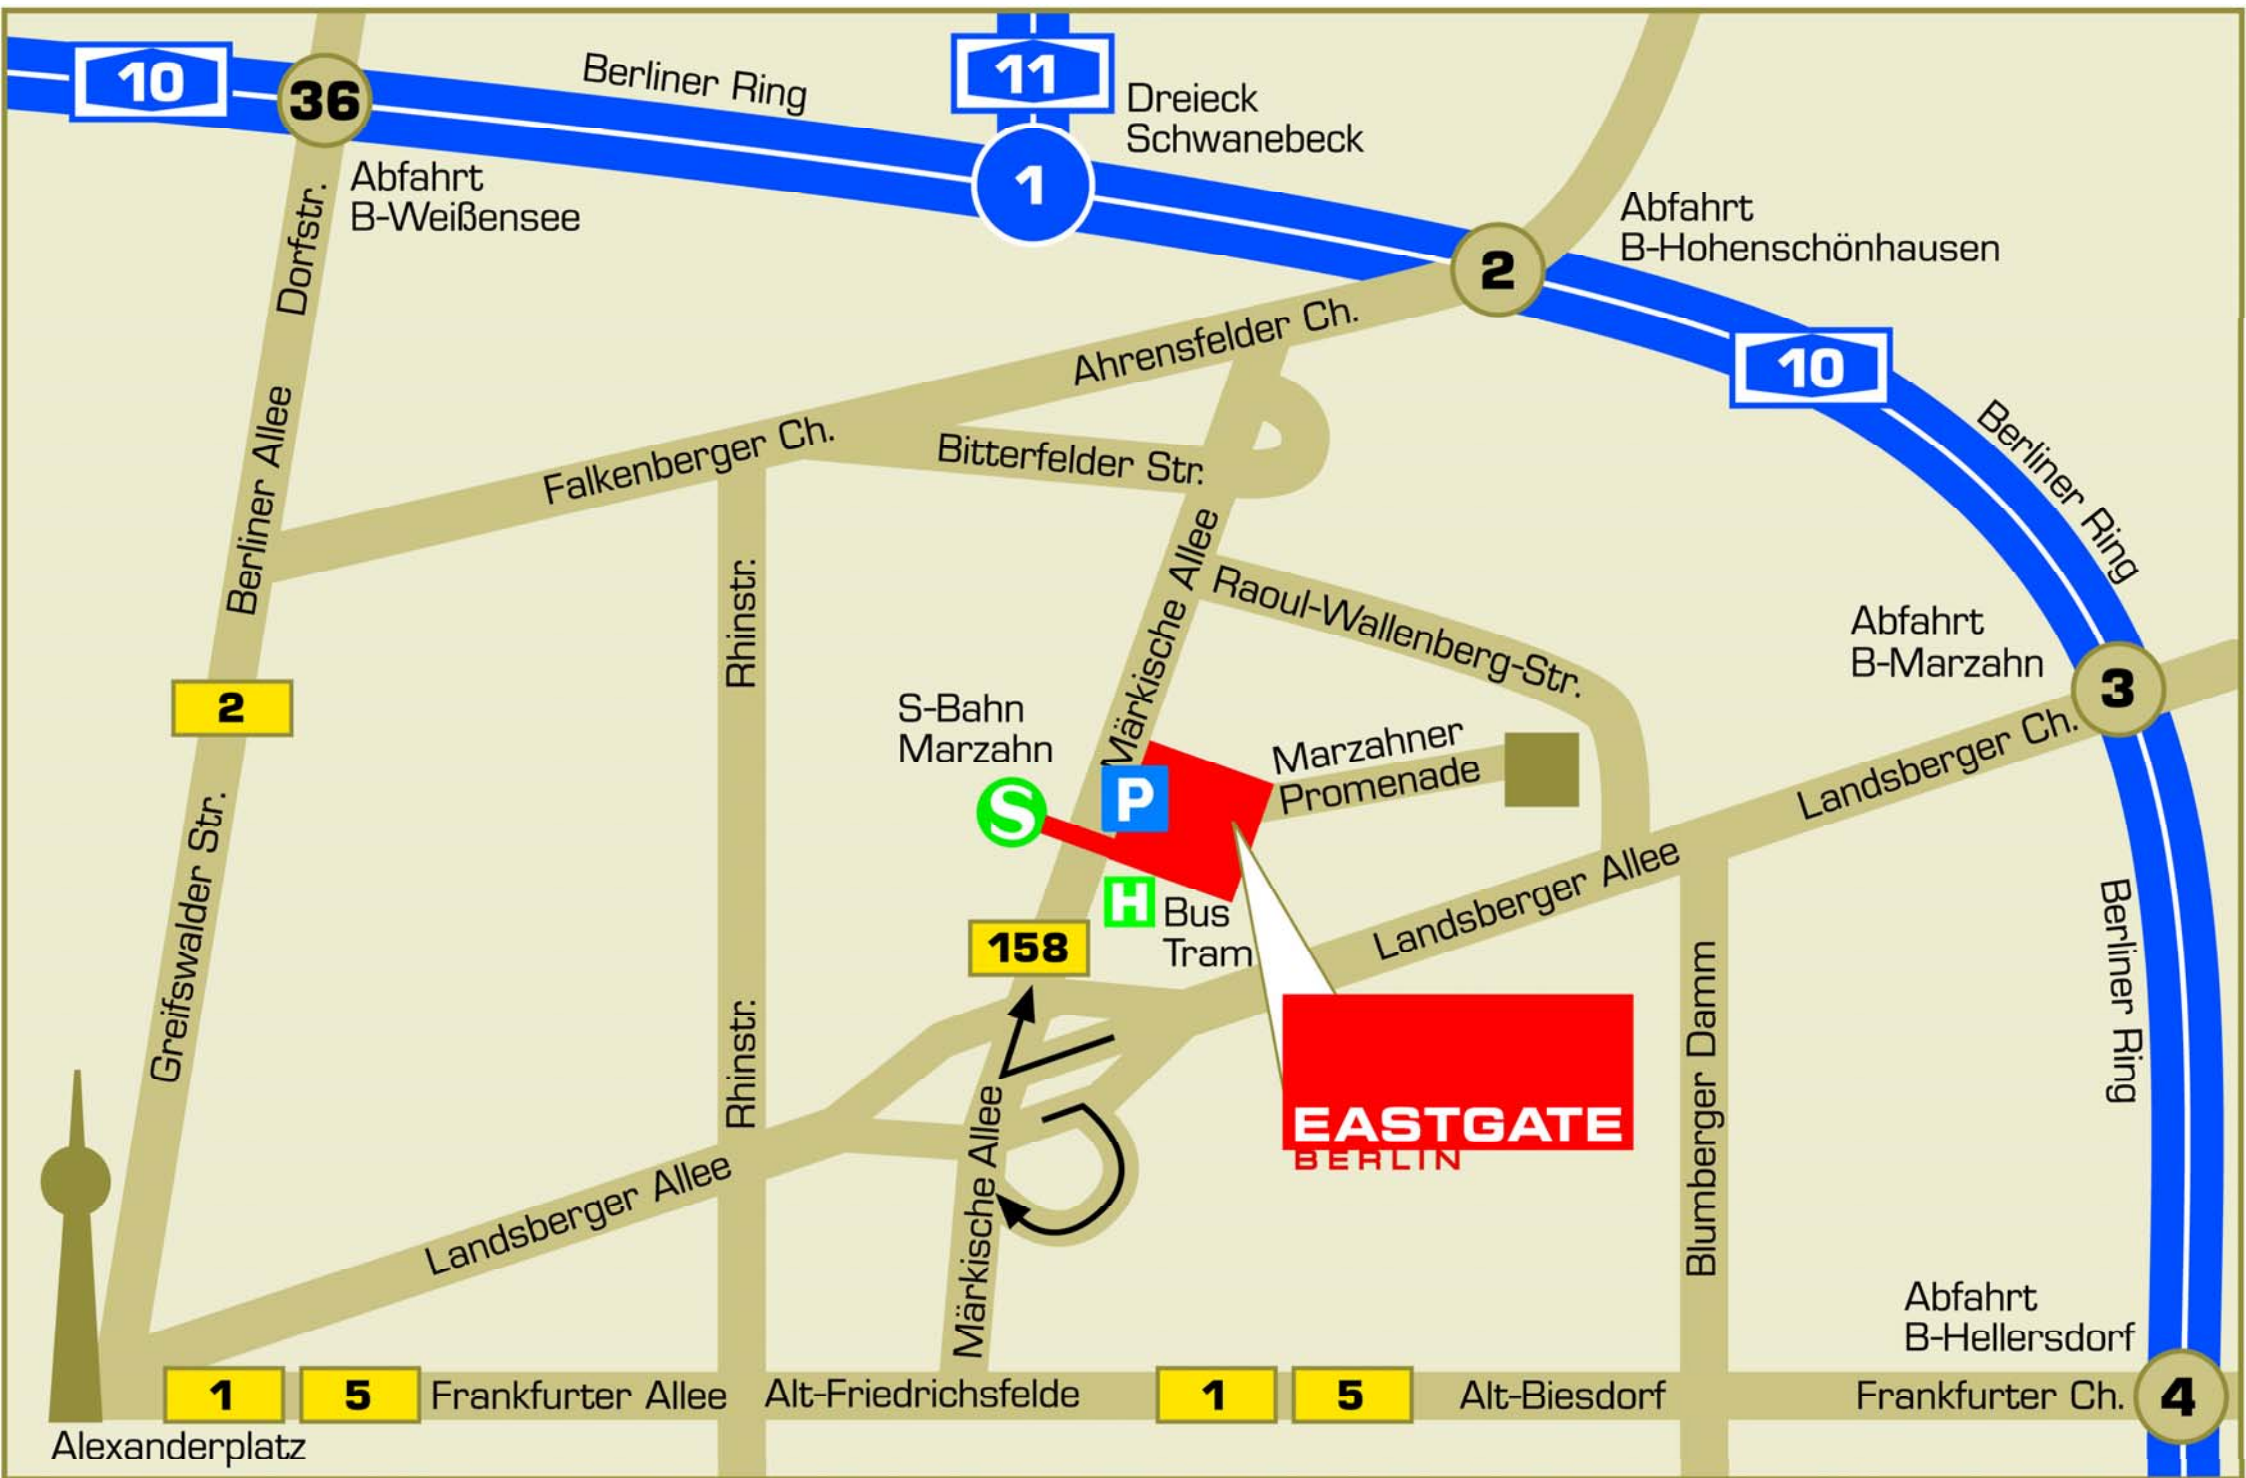 10
36
Berliner Ring
11
Dreieck
Schwanebeck
1
Abfahrt
B-Weißensee
Dorfstr.
2
Abfahrt
B-Hohenschönhausen
Ahrensfelder Ch.
10
Berliner Ring
Berliner Allee
Falkenberger Ch.
Bitterfelder Str.
Märkische Allee
Raoul-Wallenberg-Str.
Rhinstr.
Abfahrt
B-Marzahn
3
2
S-Bahn
Marzahn
S
P
Marzahner
Promenade
Landsberger Ch.
Greifswalder Str.
H
Bus
Tram
158
Landsberger Allee
Berliner Ring
Rhinstr.
Blumberger Damm
EASTGATE
BERLIN
Märkische Allee
Märkische Allee
Landsberger Allee
Abfahrt
B-Hellersdorf
1
5
Frankfurter Allee
Alt-Friedrichsfelde
1
5
Alt-Biesdorf
Frankfurter Ch.
4
Alexanderplatz